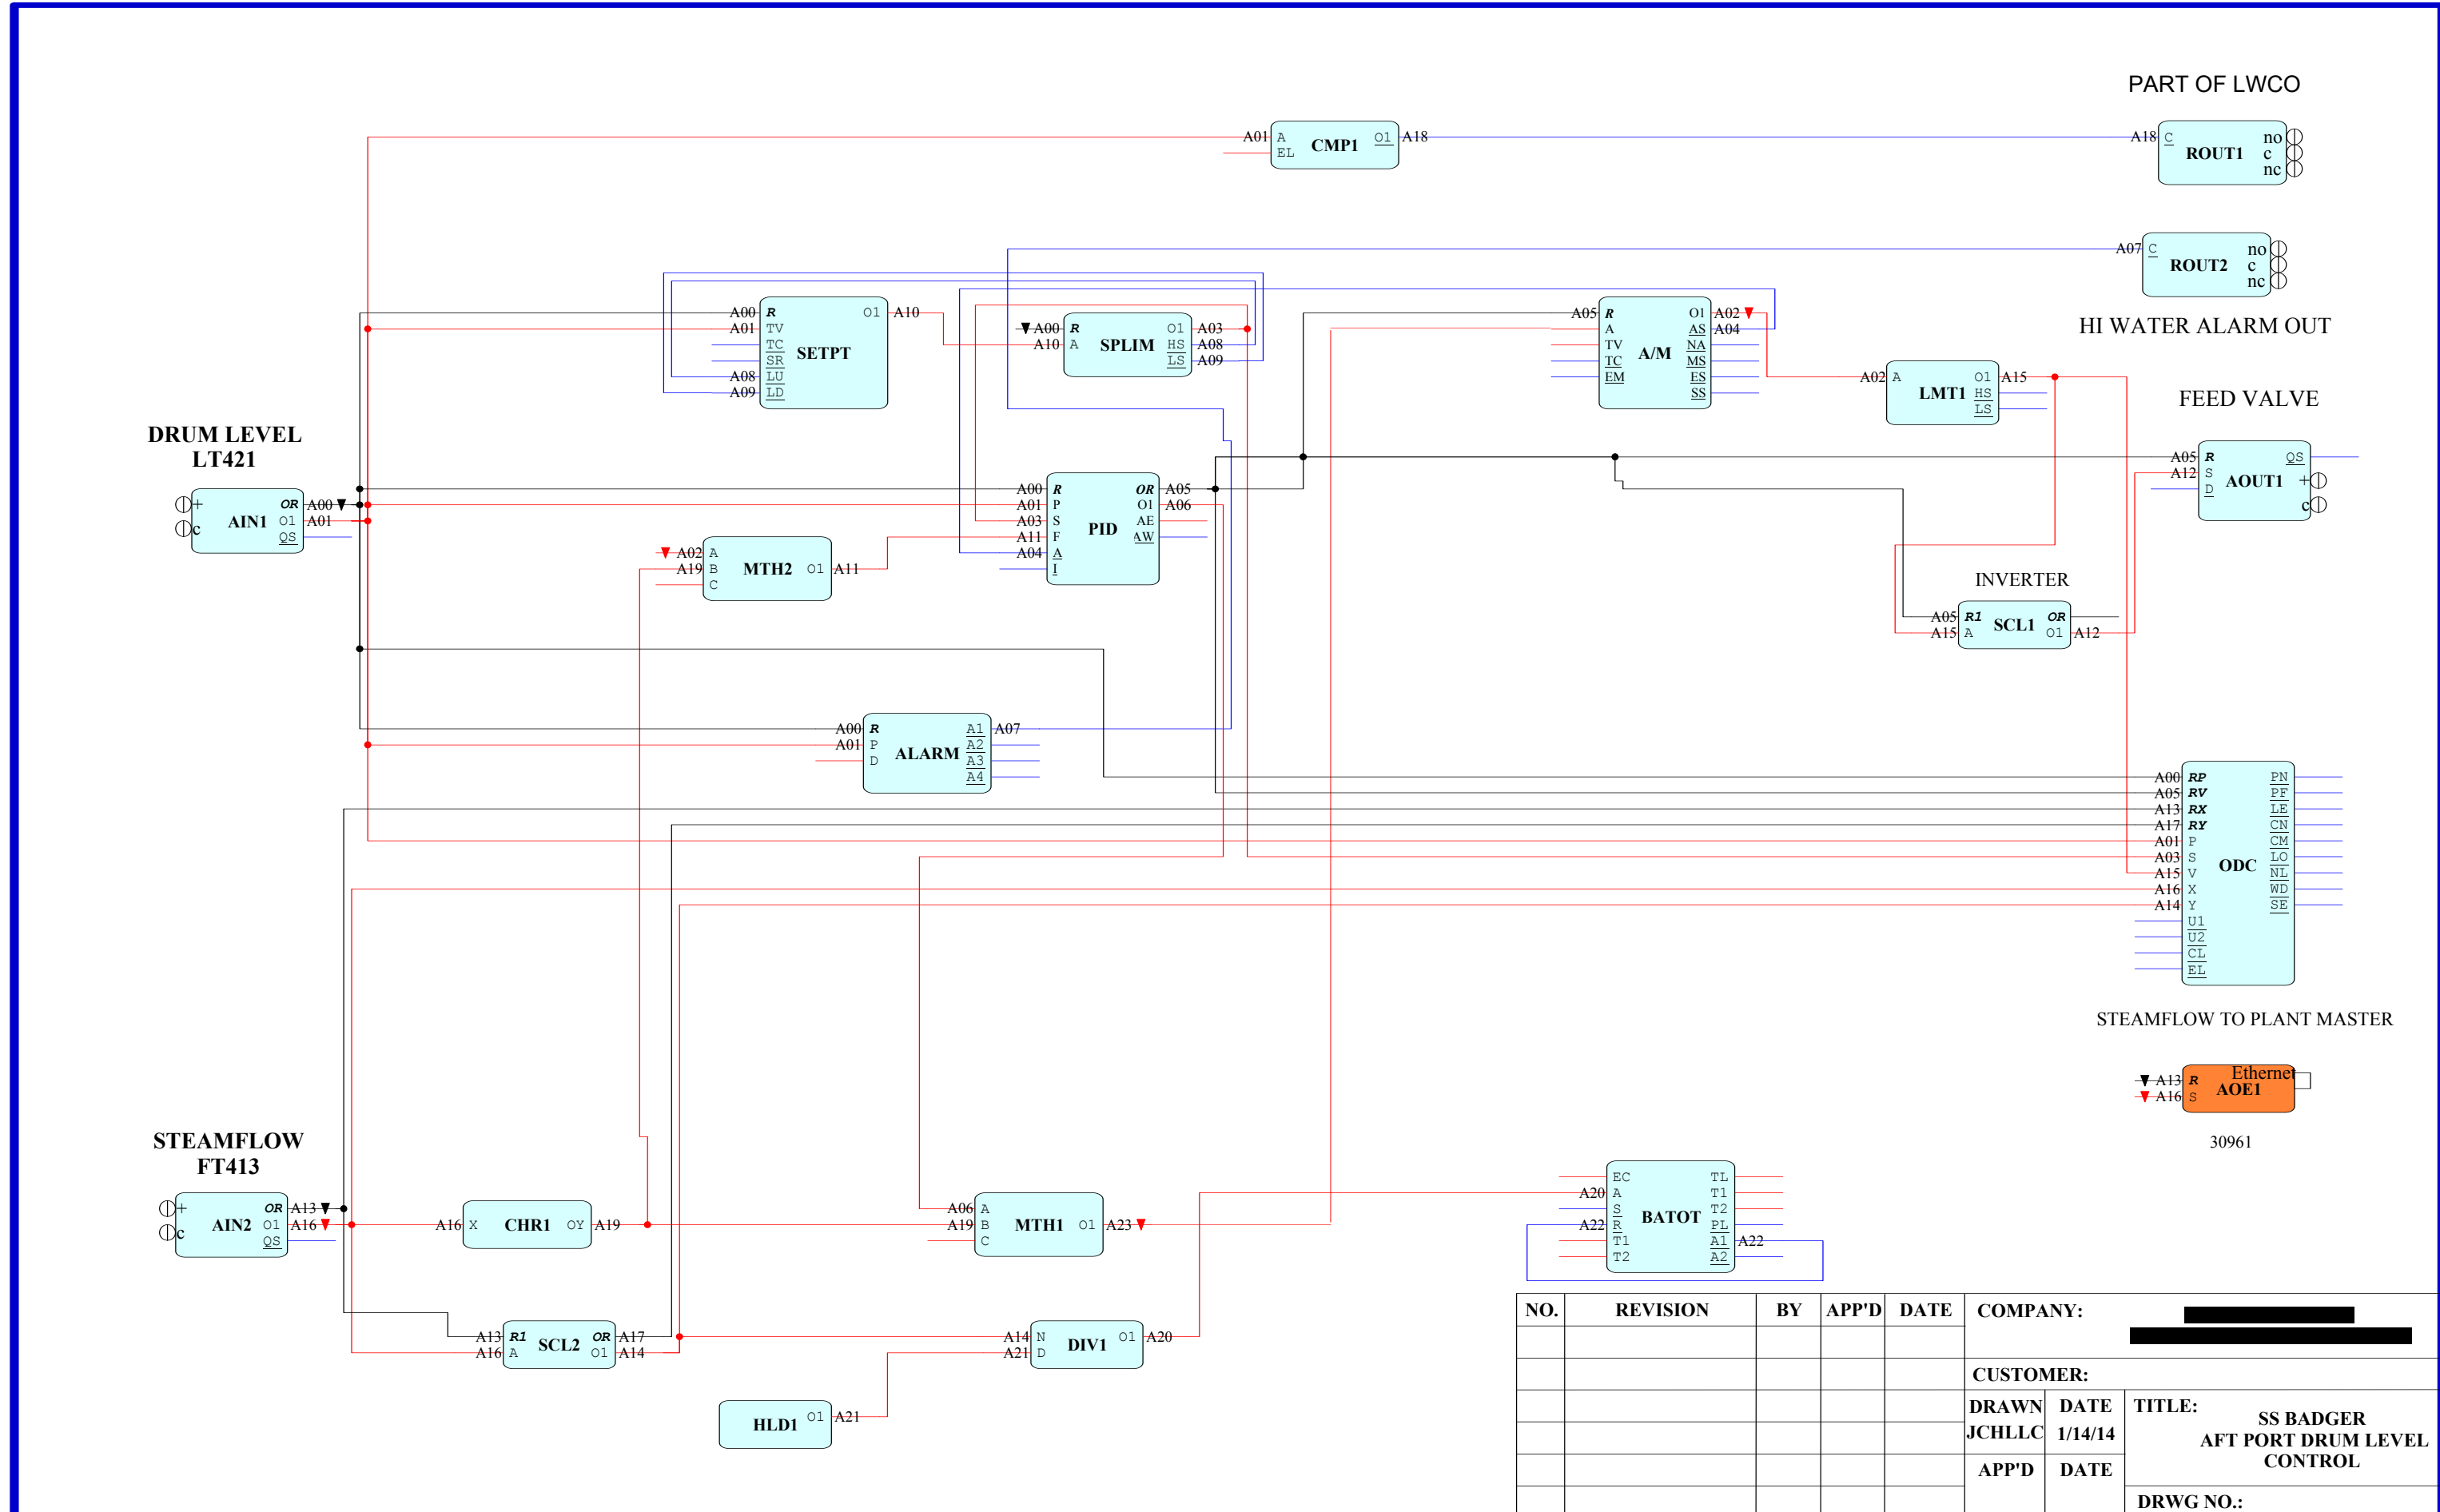 PART OF LWCO
A01 A CMP1 O1 A18
EL
A18 C ROUT1 no
c
nc
A07 C ROUT2 no
c
nc
HI WATER ALARM OUT
A00 R SETPT O1 A10
A01 TV
TC
SR
A08 LU
A09 LD
A00 R SPLIM O1 A03
A10 A HS A08
LS A09
A05 R A/M O1 A02
A AS A04
TV NA
TC MS
EM ES
SS
A02 A LMT1 O1 A15
HS
LS
FEED VALVE
A05 R AOUT1 QS
A12 S +
D c
DRUM LEVEL
LT421
+ AIN1 OR A00
c O1 A01
QS
A00 R PID OR A05
A01 P O1 A06
A03 S AE
A11 F AW
A04 A
I
A02 A MTH2 O1 A11
A19 B
C
INVERTER
A05 R1 SCL1 OR
A15 A O1 A12
A00 R ALARM A1 A07
A01 P A2
D A3
A4
A00 RP ODC PN
A05 RV PF
A13 RX LE
A17 RY CN
A01 P CM
A03 S LO
A15 V NL
A16 X WD
A14 Y SE
U1
U2
CL
EL
STEAMFLOW TO PLANT MASTER
A13 R AOE1 Ethernet
A16 S
30961
STEAMFLOW
FT413
+ AIN2 OR A13
c O1 A16
QS
A16 X CHR1 OY A19
A06 A MTH1 O1 A23
A19 B
C
EC BATOT TL
A20 A T1
S T2
A22 R PL
T1 A1 A22
T2 A2
A13 R1 SCL2 OR A17
A16 A O1 A14
A14 N DIV1 O1 A20
A21 D
HLD1 O1 A21
NO. REVISION BY APP'D DATE COMPANY:
CUSTOMER:
DRAWN DATE TITLE:
JCHLLC 1/14/14
SS BADGER
AFT PORT DRUM LEVEL
CONTROL
APP'D DATE
DRWG NO.: